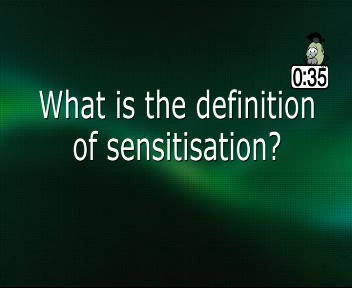 0:35
What is the definition
of sensitisation?